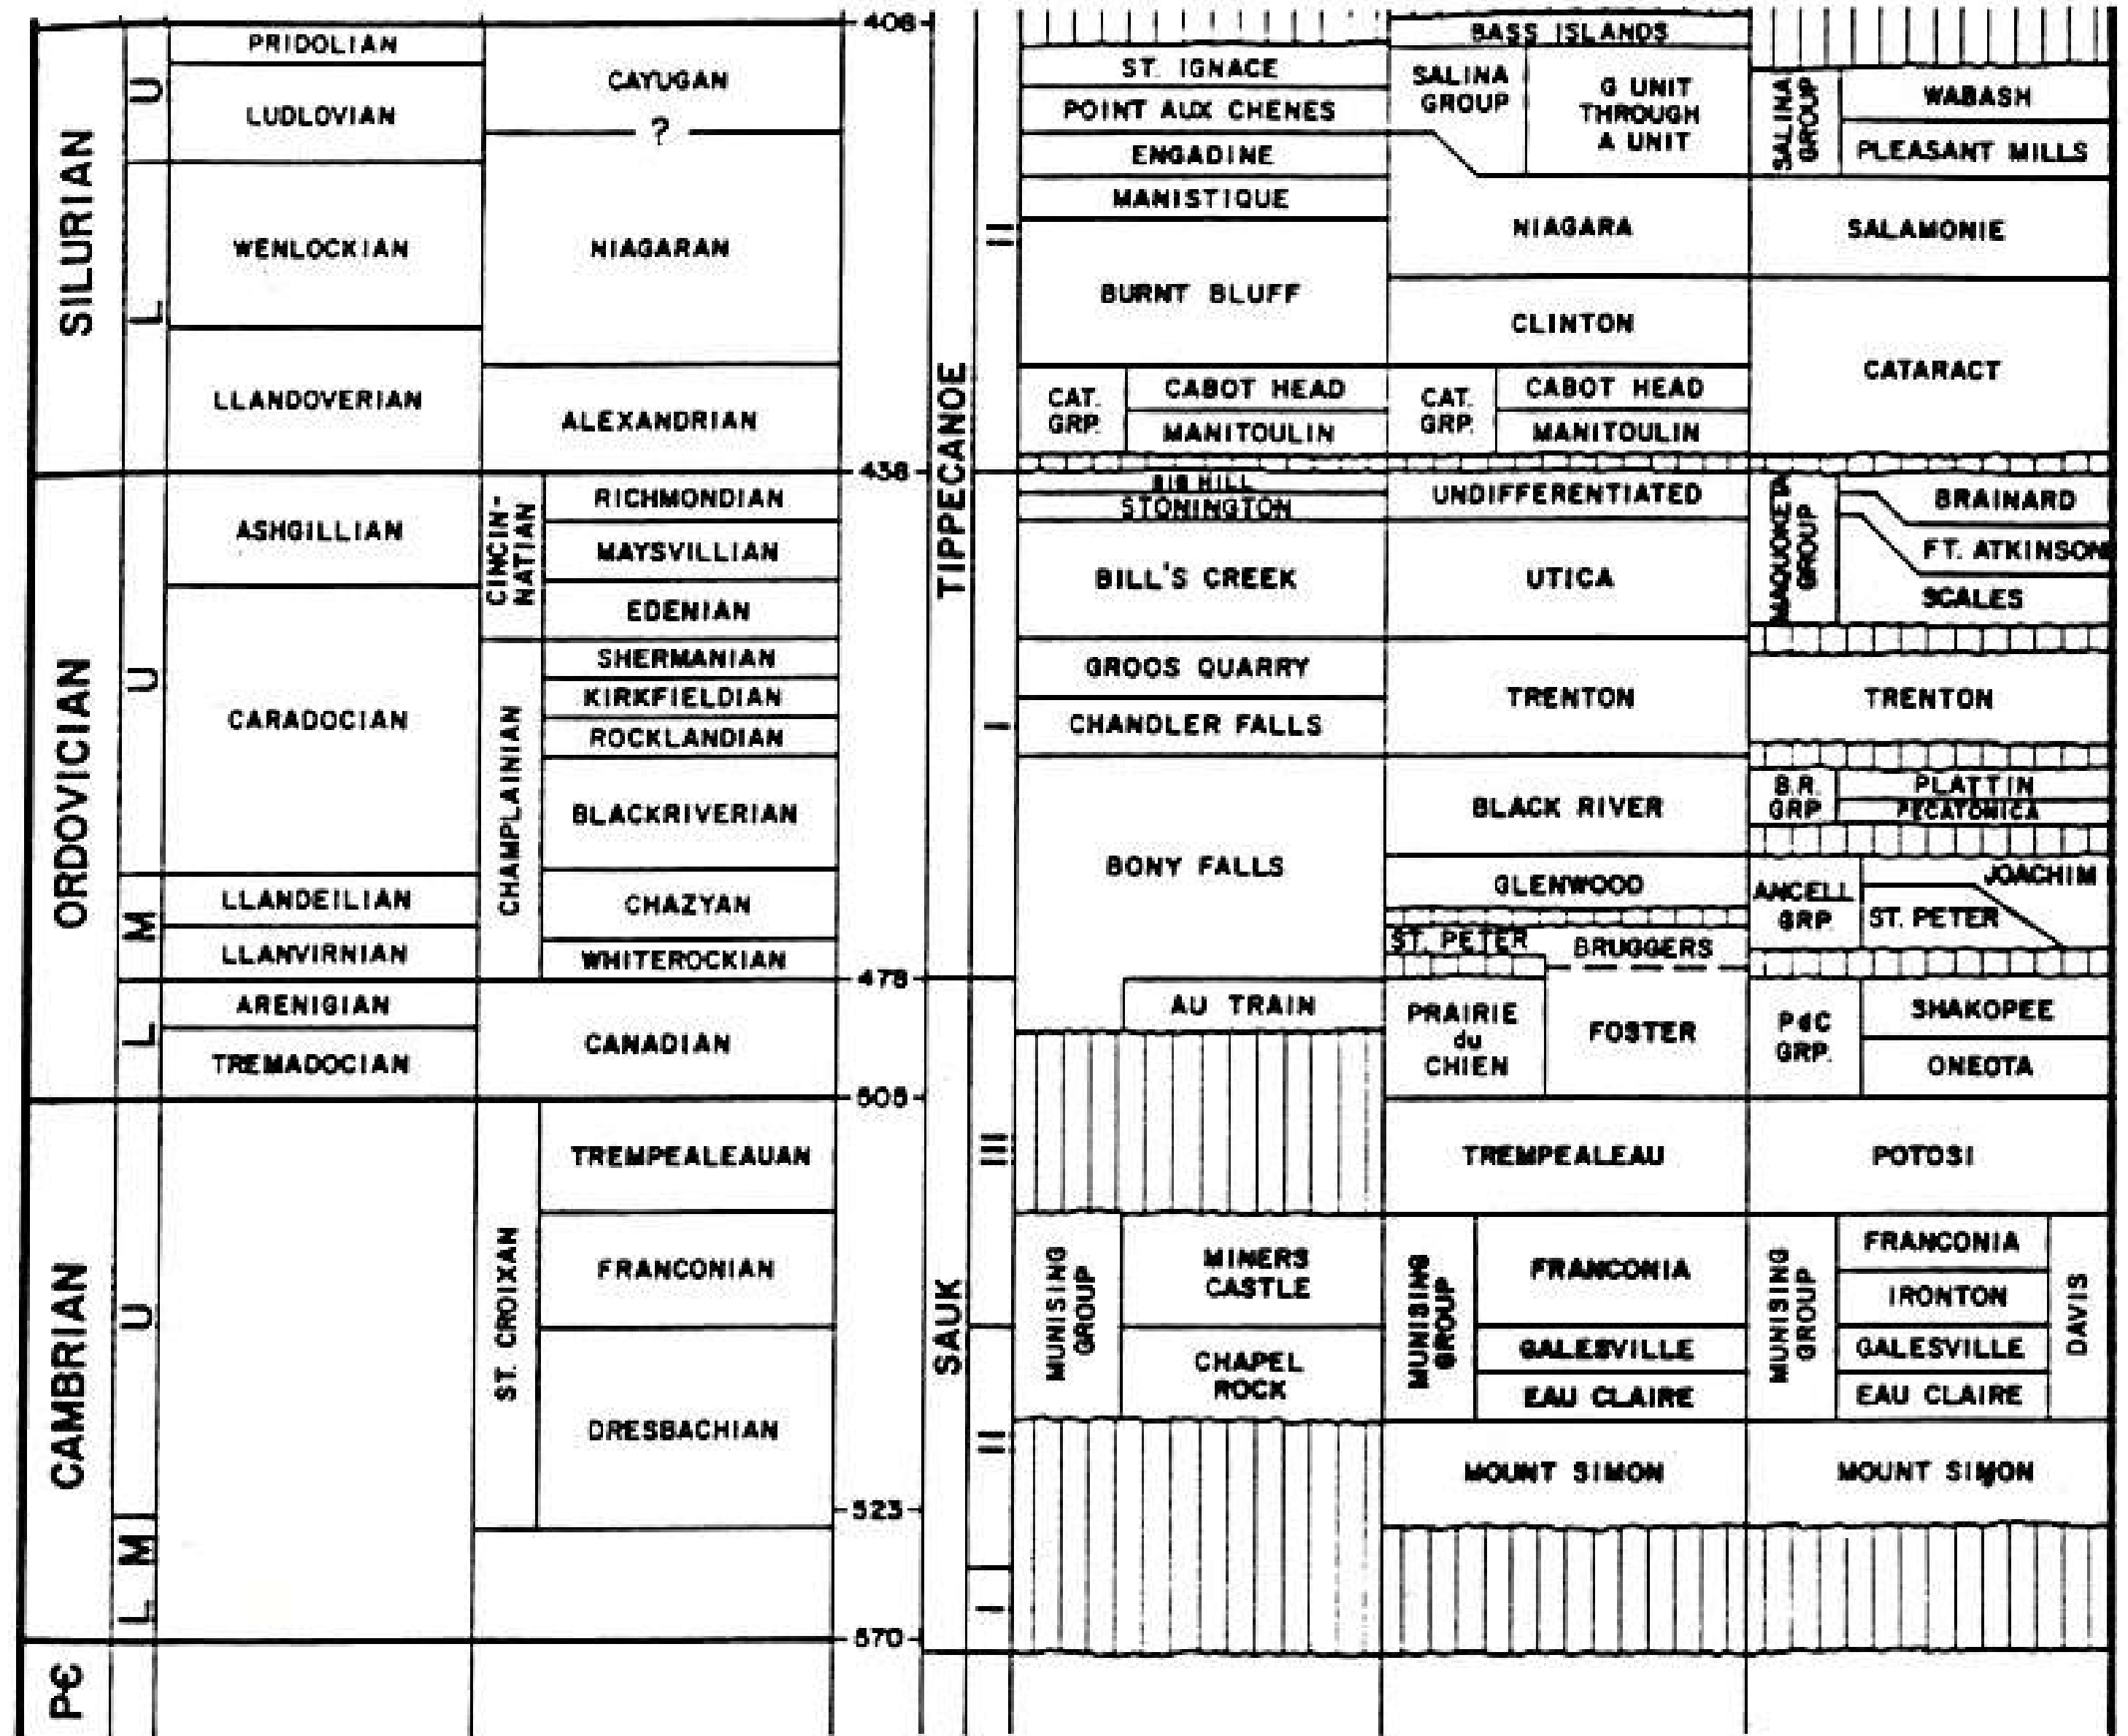 SILURIAN
U
L
PRIDOLIAN
LUDLOVIAN
WENLOCKIAN
LLANDOVERIAN
CAYUGAN
?
NIAGARAN
ALEXANDRIAN
ORDOVICIAN
U
M
L
ASHGILLIAN
CARADOCIAN
LLANDEILIAN
LLANVIRNIAN
ARENIGIAN
TREMADOCIAN
CINCIN-
NATIAN
RICHMONDIAN
MAYSVILLIAN
EDENIAN
CHAMPLAINIAN
SHERMANIAN
KIRKFIELDIAN
ROCKLANDIAN
BLACKRIVERIAN
CHAZYAN
WHITEROCKIAN
CANADIAN
CAMBRIAN
U
M
L
ST. CROIXAN
TREMPEALEAUAN
FRANCONIAN
DRESBACHIAN
P-Є
408
438
478
505
523
570
TIPPECANOE
II
I
SAUK
III
II
I
ST. IGNACE
POINT AUX CHENES
ENGADINE
MANISTIQUE
BURNT BLUFF
CAT.
GRP.
CABOT HEAD
MANITOULIN
BIG HILL
STONINGTON
BILL'S CREEK
GROOS QUARRY
CHANDLER FALLS
BONY FALLS
AU TRAIN
MUNISING
GROUP
MINERS
CASTLE
CHAPEL
ROCK
BASS ISLANDS
SALINA
GROUP
G UNIT
THROUGH
A UNIT
NIAGARA
CLINTON
CAT.
GRP.
CABOT HEAD
MANITOULIN
UNDIFFERENTIATED
UTICA
TRENTON
BLACK RIVER
GLENWOOD
ST. PETER
BRUGGERS
PRAIRIE
du
CHIEN
FOSTER
TREMPEALEAU
MUNISING
GROUP
FRANCONIA
GALESVILLE
EAU CLAIRE
MOUNT SIMON
SALINA
GROUP
WABASH
PLEASANT MILLS
SALAMONIE
CATARACT
MAQUOKETA
GROUP
BRAINARD
FT. ATKINSON
SCALES
TRENTON
B.R.
GRP.
PLATTIN
PECATONICA
ANCELL
GRP.
JOACHIM
ST. PETER
PdC
GRP.
SHAKOPEE
ONEOTA
POTOSI
MUNISING
GROUP
FRANCONIA
IRONTON
GALESVILLE
EAU CLAIRE
DAVIS
MOUNT SIMON